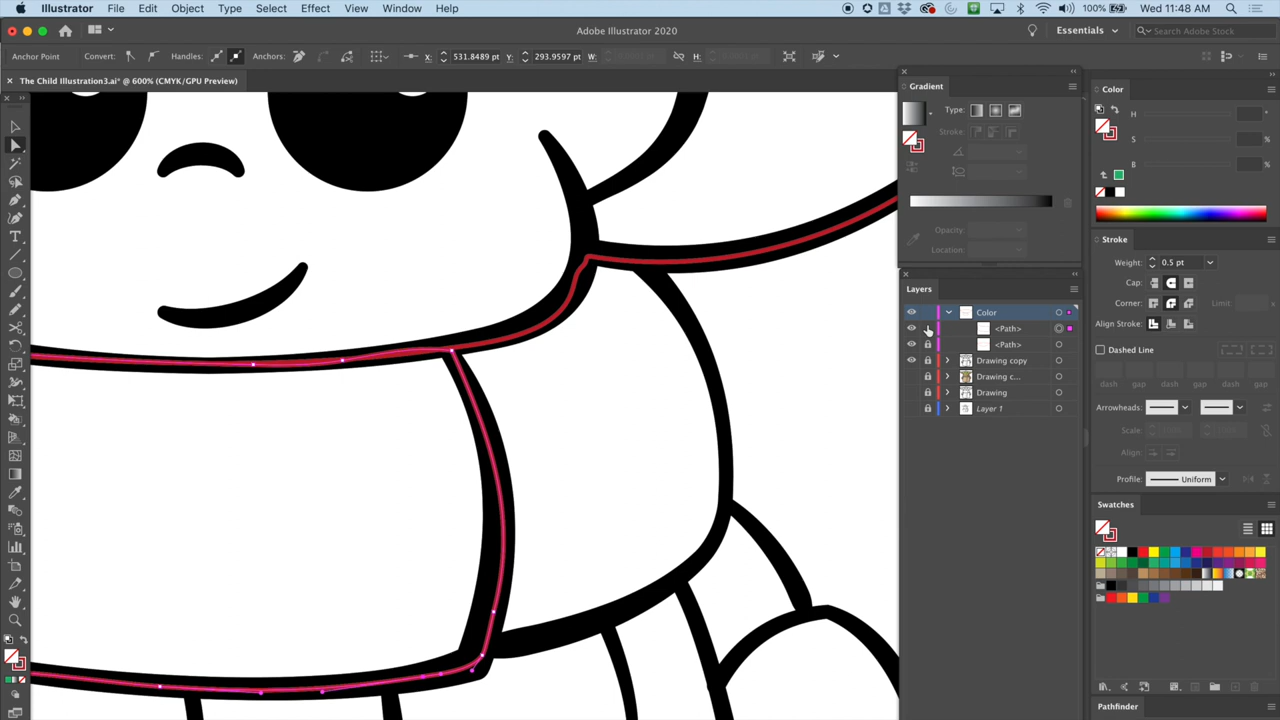 Illustrator File Edit Object Type Select Effect View Window Help 100% Wed 11:48 AM
Adobe Illustrator 2020 Essentials Search Adobe Stock
Anchor Point Convert: Handles: Anchors: X: 531.8489 pt Y: 293.9597 pt W: H:
The Child Illustration3.ai* @ 600% (CMYK/GPU Preview)
Gradient
Type:
Stroke:
Opacity:
Location:
Layers
Color
<Path>
<Path>
Drawing copy
Drawing c...
Drawing
Layer 1
Color
H
S
B
%
%
Stroke
Weight: 0.5 pt
Cap:
Corner: Limit:
Align Stroke:
Dashed Line
dash gap dash gap dash gap
Arrowheads:
Scale:
Align:
Profile: Uniform
Swatches
Pathfinder